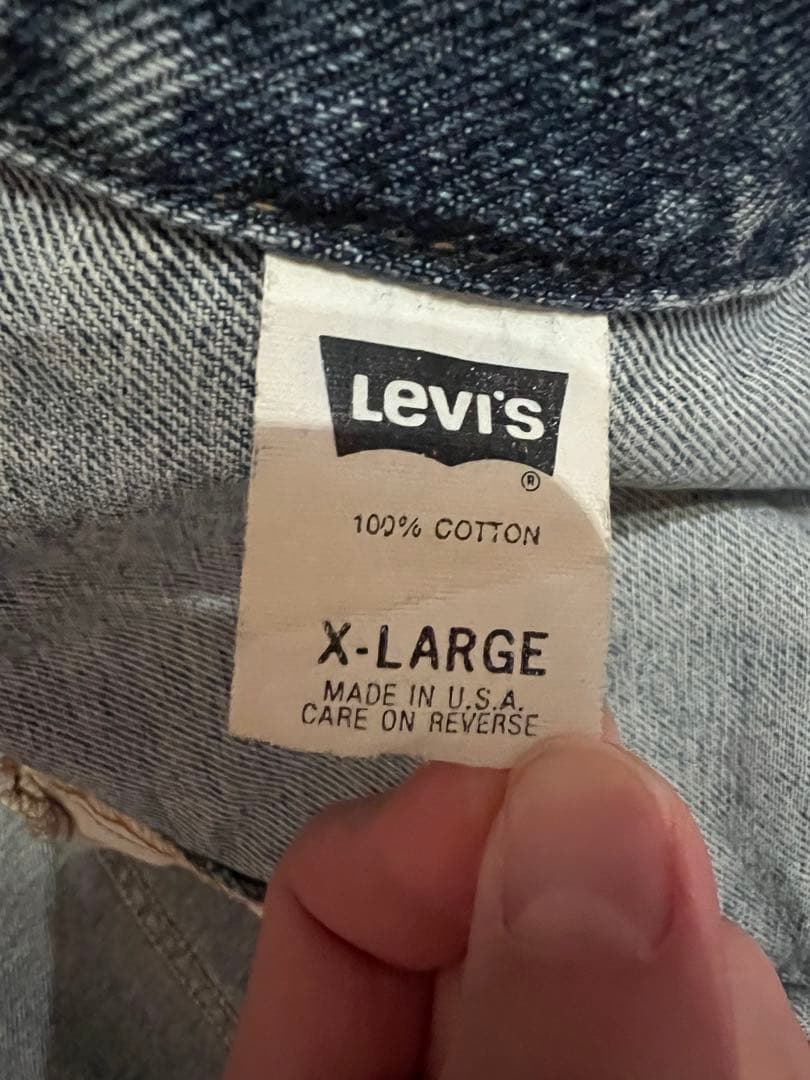 Levi's
®
100% COTTON
X-LARGE
MADE IN U.S.A.
CARE ON REVERSE